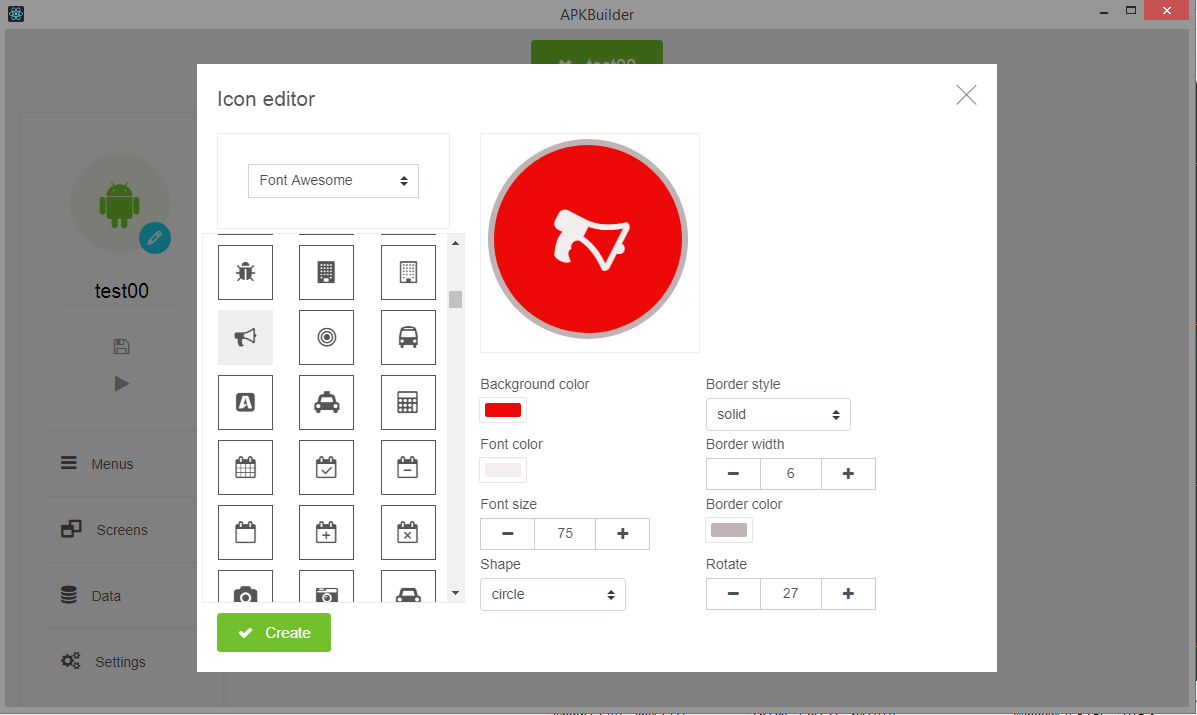 APKBuilder
test00
Icon editor
Font Awesome
test00
Menus
Screens
Data
Settings
Background color
Border style
solid
Font color
Border width
6
Font size
Border color
75
Shape
Rotate
circle
27
Create